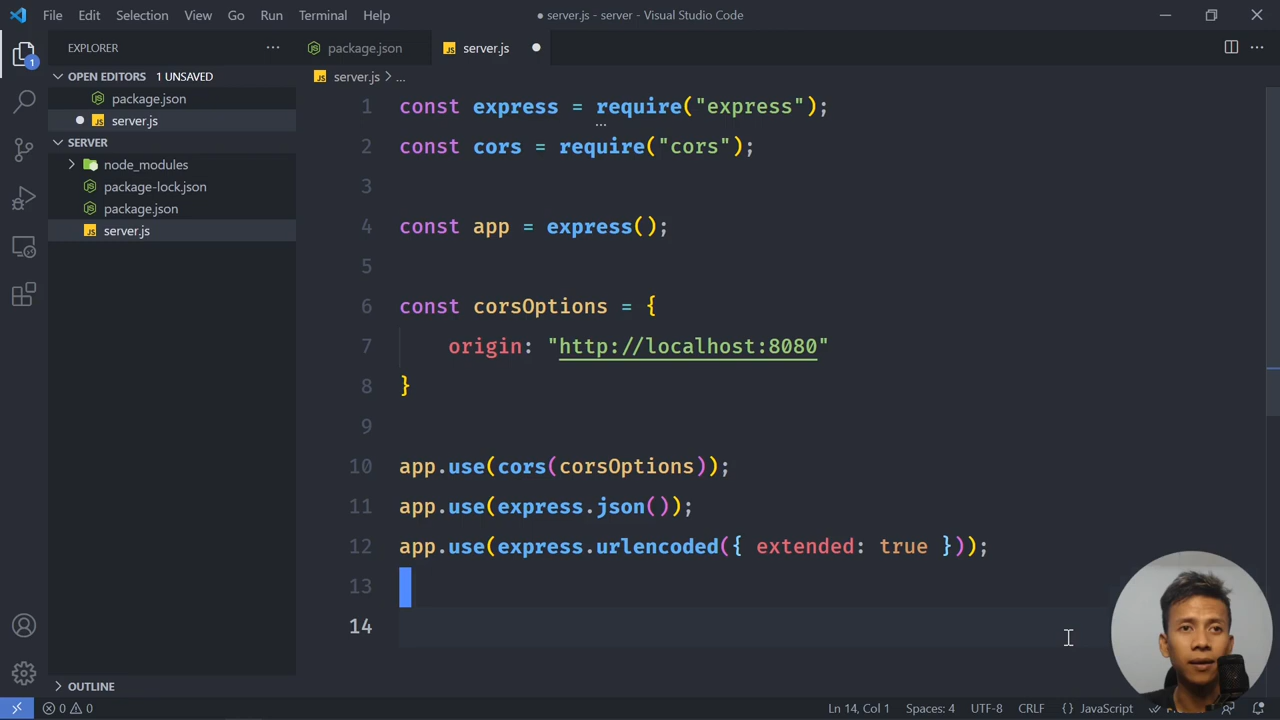 File Edit Selection View Go Run Terminal Help
● server.js - server - Visual Studio Code
EXPLORER
package.json
JS server.js
1
OPEN EDITORS 1 UNSAVED
package.json
JS server.js
SERVER
node_modules
package-lock.json
package.json
JS server.js
OUTLINE
JS server.js > ...
1 const express = require("express");
2 const cors = require("cors");
3
4 const app = express();
5
6 const corsOptions = {
7 origin: "http://localhost:8080"
8 }
9
10 app.use(cors(corsOptions));
11 app.use(express.json());
12 app.use(express.urlencoded({ extended: true }));
13
14
0 0 Ln 14, Col 1 Spaces: 4 UTF-8 CRLF {} JavaScript